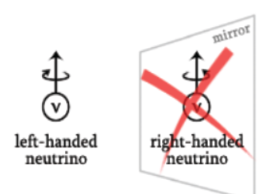 mirror
ν
left-handed
neutrino
ν
right-handed
neutrino